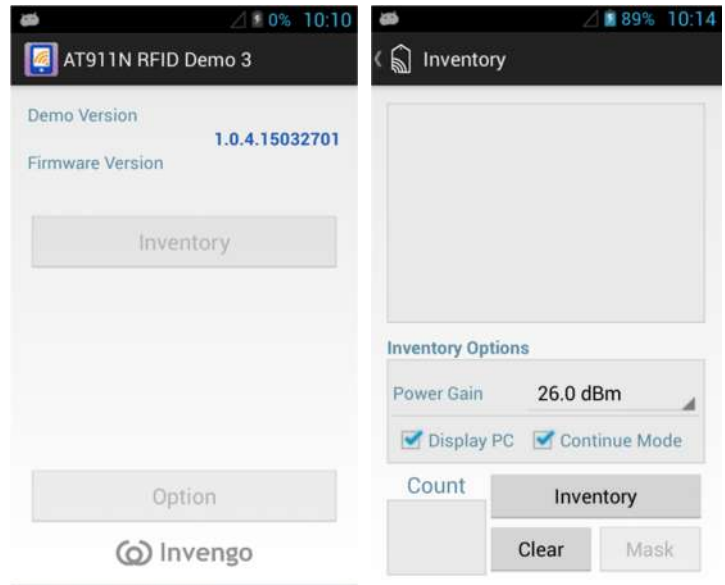 0% 10:10
AT911N RFID Demo 3
Demo Version
1.0.4.15032701
Firmware Version
Inventory
Option
Invengo
89% 10:14
Inventory
Inventory Options
Power Gain 26.0 dBm
Display PC Continue Mode
Count Inventory
Clear Mask